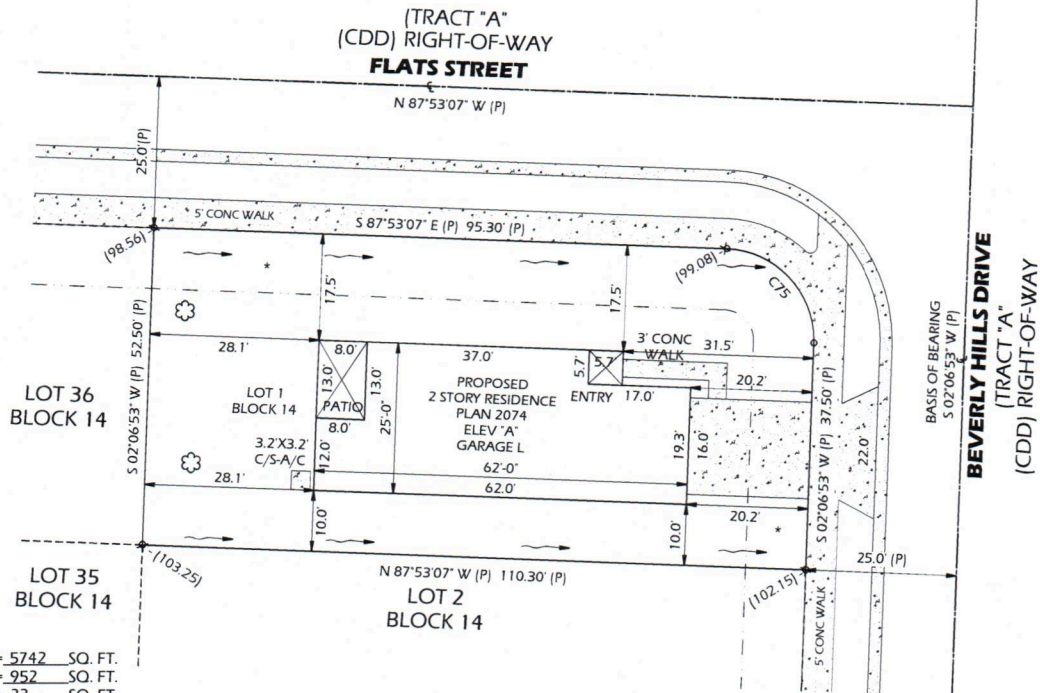 (TRACT "A"
(CDD) RIGHT-OF-WAY
FLATS STREET
N 87°53'07" W (P)
25.0' (P)
5' CONC WALK
S 87°53'07" E (P) 95.30' (P)
(98.56)
(99.08)
C75
*
17.5'
17.5'
3' CONC
WALK
31.5'
28.1'
8.0'
37.0'
5.7'
5.7'
20.2'
LOT 36
BLOCK 14
S 02°06'53" W (P) 52.50' (P)
LOT 1
BLOCK 14
13.0'
13.0'
PATIO
8.0'
25'-0"
PROPOSED
2 STORY RESIDENCE
PLAN 2074
ELEV "A"
GARAGE L
ENTRY
17.0'
3.2'X3.2'
C/S-A/C
12.0'
62'-0"
62.0'
19.3'
16.0'
S 02°06'53" W (P) 37.50' (P)
22.0'
28.1'
20.2'
10.0'
10.0'
*
BASIS OF BEARING
S 02°06'53" W (P)
BEVERLY HILLS DRIVE
(TRACT "A"
(CDD) RIGHT-OF-WAY
25.0' (P)
(103.25)
N 87°53'07" W (P) 110.30' (P)
(102.15)
LOT 35
BLOCK 14
LOT 2
BLOCK 14
5' CONC WALK
= 5742 SQ. FT.
= 952 SQ. FT.
33 SQ. FT.